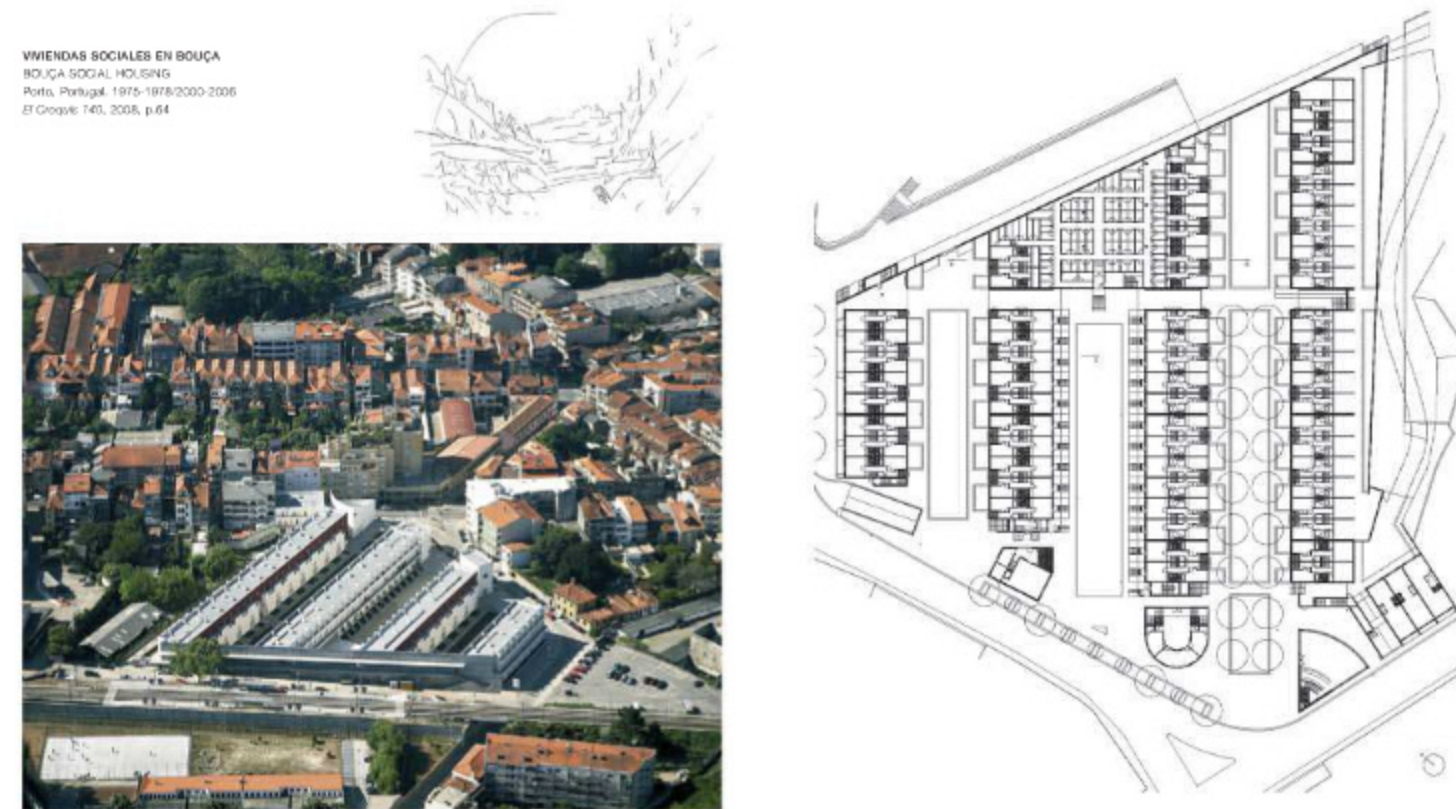 VIVIENDAS SOCIALES EN BOUÇA
BOUÇA SOCIAL HOUSING
Porto, Portugal. 1975-1978/2000-2006
El Croquis 140, 2008, p.64